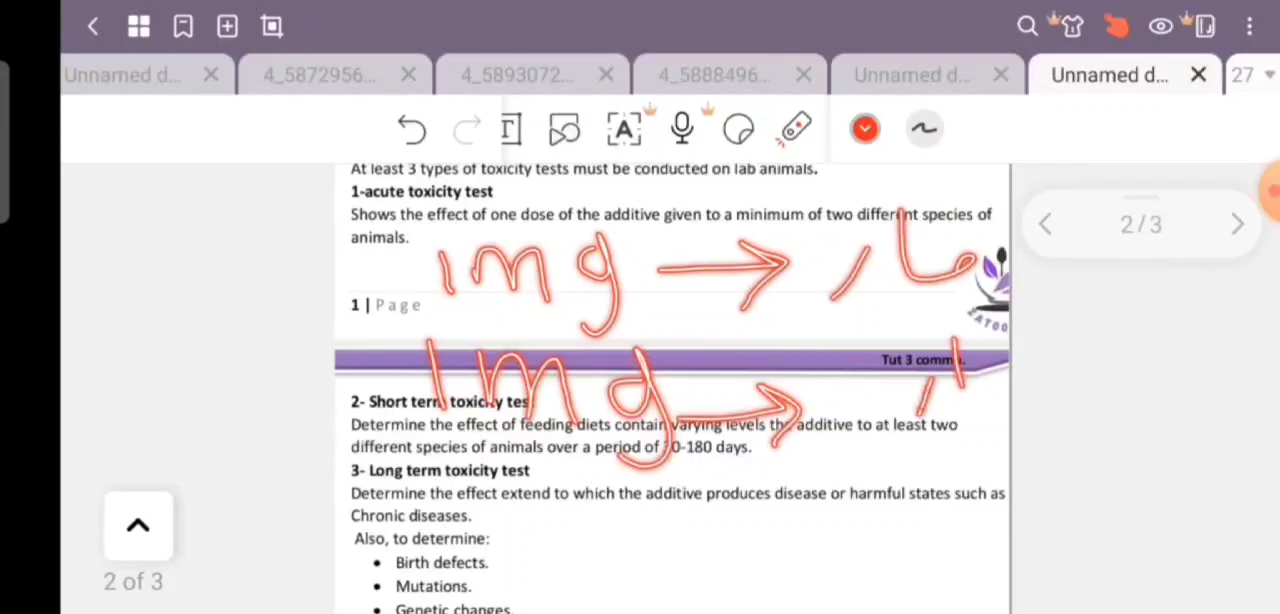 Unnamed d...
4_5872956...
4_5893072...
4_5888496...
Unnamed d...
Unnamed d...
27
At least 3 types of toxicity tests must be conducted on lab animals.
1-acute toxicity test
Shows the effect of one dose of the additive given to a minimum of two different species of
animals.
1mg →
1 | Page
2/3
Tut 3 comm.
1mg →
2- Short term toxicity test
Determine the effect of feeding diets contain varying levels the additive to at least two
different species of animals over a period of 0-180 days.
3- Long term toxicity test
Determine the effect extend to which the additive produces disease or harmful states such as
Chronic diseases.
Also, to determine:
• Birth defects.
• Mutations.
• Genetic changes.
2 of 3